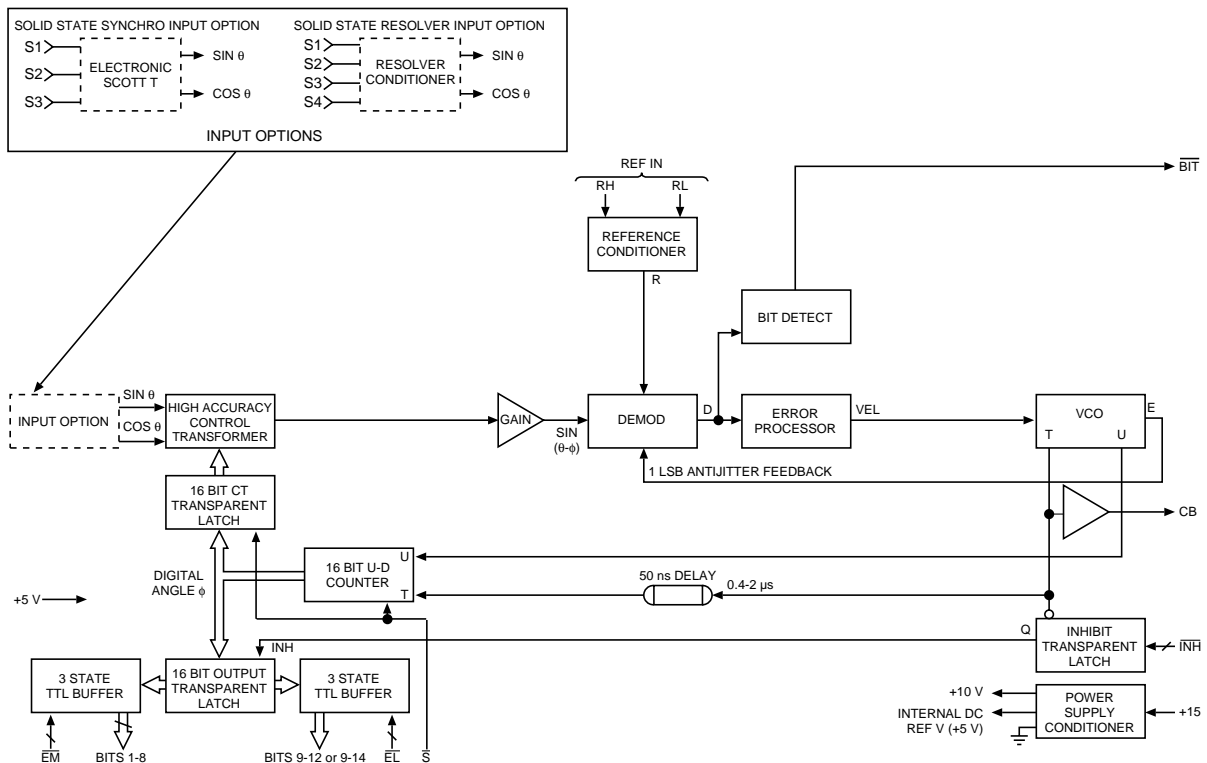 SOLID STATE SYNCHRO INPUT OPTION
S1
S2
S3
ELECTRONIC
SCOTT T
SIN θ
COS θ
SOLID STATE RESOLVER INPUT OPTION
S1
S2
S3
S4
RESOLVER
CONDITIONER
SIN θ
COS θ
INPUT OPTIONS
REF IN
RH
RL
REFERENCE
CONDITIONER
R
BIT DETECT
B̅I̅T̅
INPUT OPTION
SIN θ
COS θ
HIGH ACCURACY
CONTROL
TRANSFORMER
GAIN
SIN
(θ-ϕ)
DEMOD
D
ERROR
PROCESSOR
VEL
VCO
T
U
E
1 LSB ANTIJITTER FEEDBACK
16 BIT CT
TRANSPARENT
LATCH
CB
DIGITAL
ANGLE ϕ
16 BIT U-D
COUNTER
U
T
50 ns DELAY
0.4-2 μs
+5 V
INH
Q
INHIBIT
TRANSPARENT
LATCH
I̅N̅H̅
3 STATE
TTL BUFFER
16 BIT OUTPUT
TRANSPARENT
LATCH
3 STATE
TTL BUFFER
+10 V
INTERNAL DC
REF V (+5 V)
POWER
SUPPLY
CONDITIONER
+15
E̅M̅
BITS 1-8
BITS 9-12 or 9-14
E̅L̅
S̅